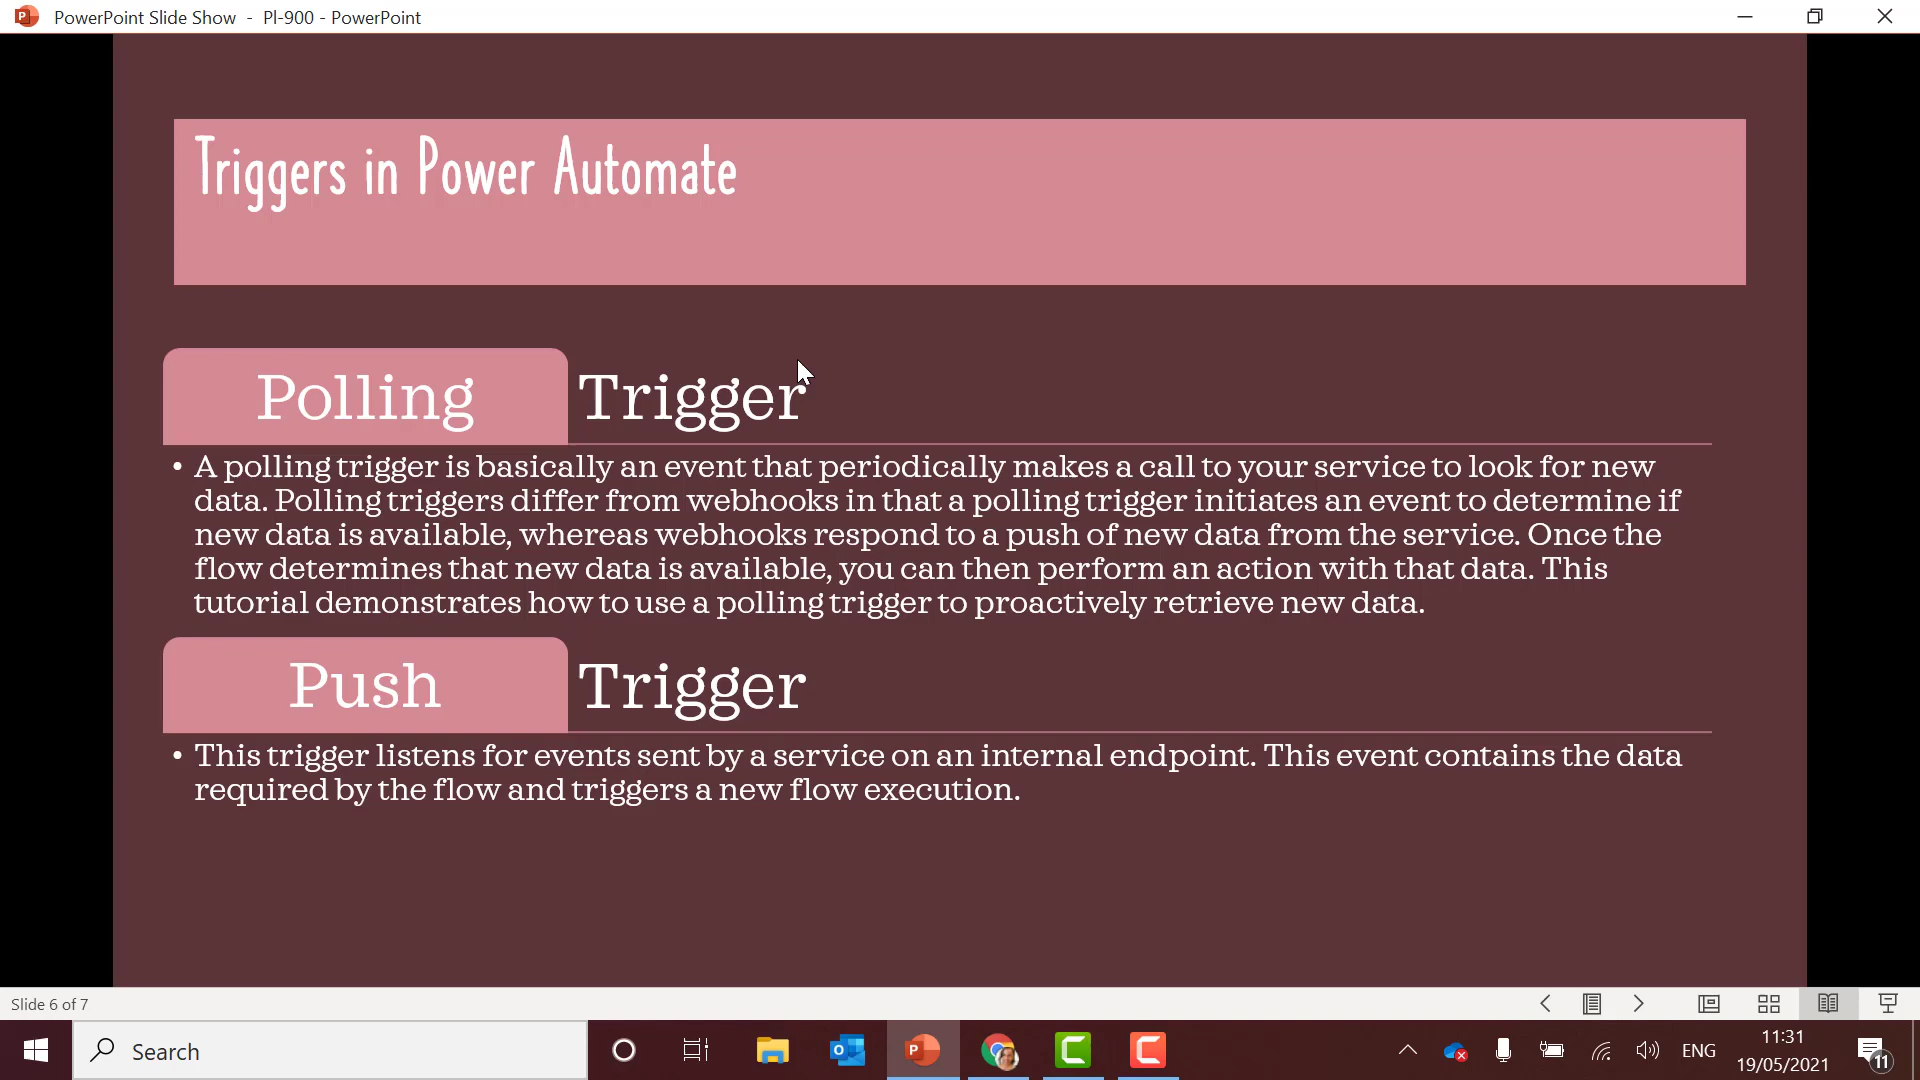 PowerPoint Slide Show - Pl-900 - PowerPoint
Triggers in Power Automate
Polling Trigger
• A polling trigger is basically an event that periodically makes a call to your service to look for new
data. Polling triggers differ from webhooks in that a polling trigger initiates an event to determine if
new data is available, whereas webhooks respond to a push of new data from the service. Once the
flow determines that new data is available, you can then perform an action with that data. This
tutorial demonstrates how to use a polling trigger to proactively retrieve new data.
Push Trigger
• This trigger listens for events sent by a service on an internal endpoint. This event contains the data
required by the flow and triggers a new flow execution.
Slide 6 of 7
Search
ENG
11:31
19/05/2021
11